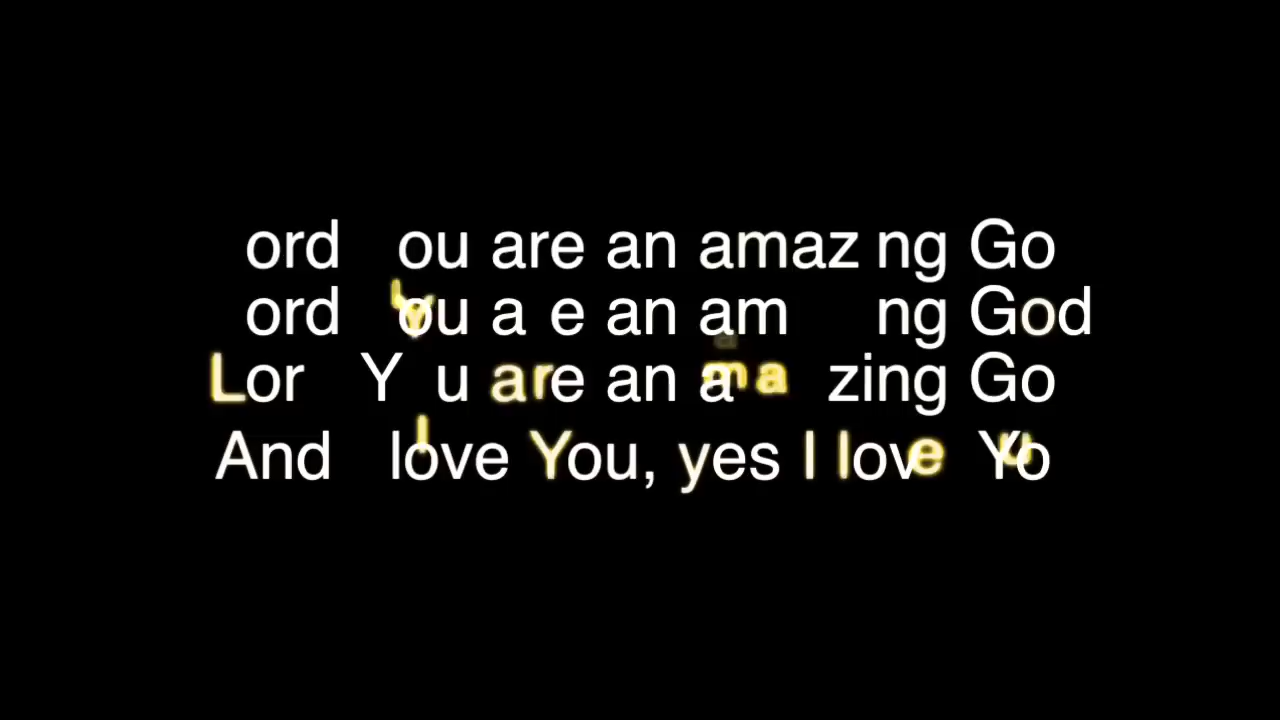 ord ou are an amaz ng Go
ord ou a e an am ng God
Lor Y u are an a m a zing Go
And love You, yes I love Yo u